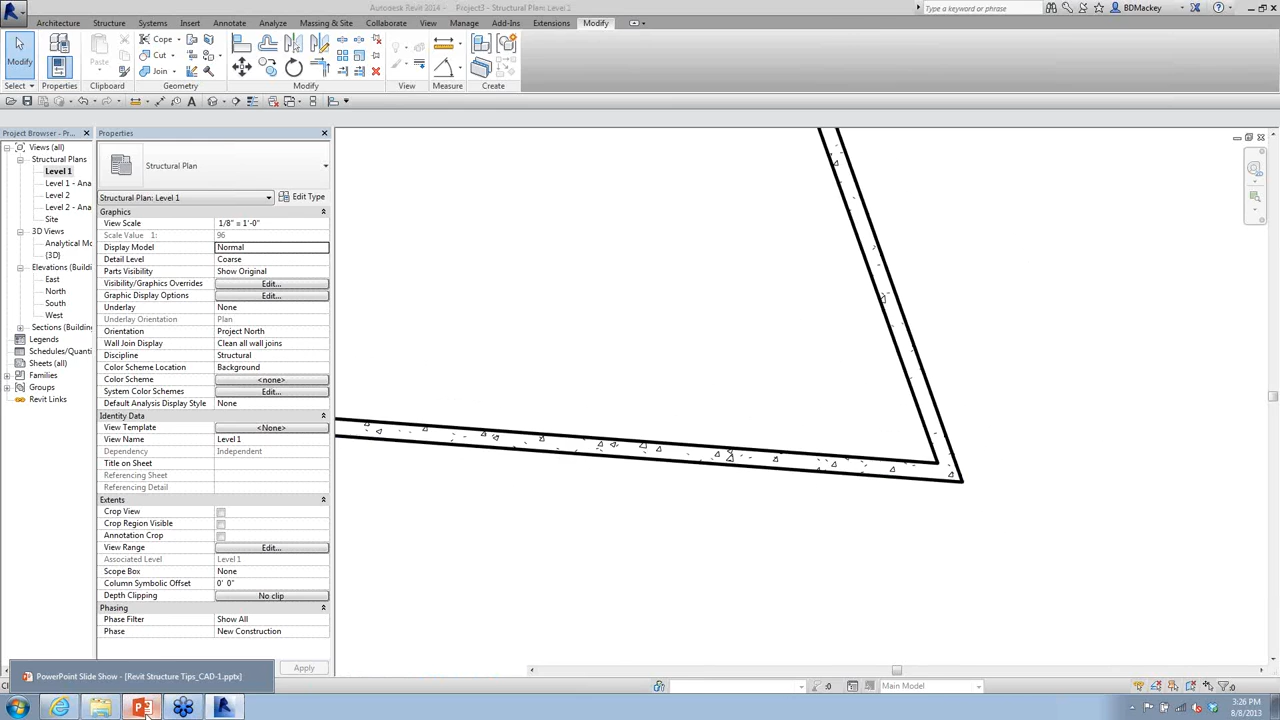 Autodesk Revit 2014 - Project3 - Structural Plan: Level 1
Type a keyword or phrase
BDMackey
Architecture Structure Systems Insert Annotate Analyze Massing & Site Collaborate View Manage Add-Ins Extensions Modify
Modify
Paste
Cope
Cut
Join
Select Properties Clipboard Geometry Modify View Measure Create
Project Browser - Pr...
Views (all)
Structural Plans
Level 1
Level 1 - Ana
Level 2
Level 2 - Ana
Site
3D Views
Analytical Mo
{3D}
Elevations (Buildi
East
North
South
West
Sections (Building
Legends
Schedules/Quanti
Sheets (all)
Families
Groups
Revit Links
Properties
Structural Plan
Structural Plan: Level 1
Edit Type
Graphics
View Scale 1/8" = 1'-0"
Scale Value 1: 96
Display Model Normal
Detail Level Coarse
Parts Visibility Show Original
Visibility/Graphics Overrides Edit...
Graphic Display Options Edit...
Underlay None
Underlay Orientation Plan
Orientation Project North
Wall Join Display Clean all wall joins
Discipline Structural
Color Scheme Location Background
Color Scheme <none>
System Color Schemes Edit...
Default Analysis Display Style None
Identity Data
View Template <None>
View Name Level 1
Dependency Independent
Title on Sheet
Referencing Sheet
Referencing Detail
Extents
Crop View
Crop Region Visible
Annotation Crop
View Range Edit...
Associated Level Level 1
Scope Box None
Column Symbolic Offset 0' 0"
Depth Clipping No clip
Phasing
Phase Filter Show All
Phase New Construction
Apply
PowerPoint Slide Show - [Revit Structure Tips_CAD-1.pptx]
:0
Main Model
:0
3:26 PM
8/8/2013